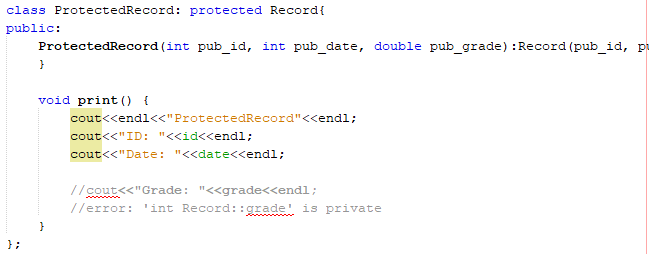 class ProtectedRecord: protected Record{
public:
ProtectedRecord(int pub_id, int pub_date, double pub_grade):Record(pub_id,
}
void print() {
cout<<endl<<"ProtectedRecord"<<endl;
cout<<"ID: "<<id<<endl;
cout<<"Date: "<<date<<endl;
//cout<<"Grade: "<<grade<<endl;
//error: 'int Record::grade' is private
}
};